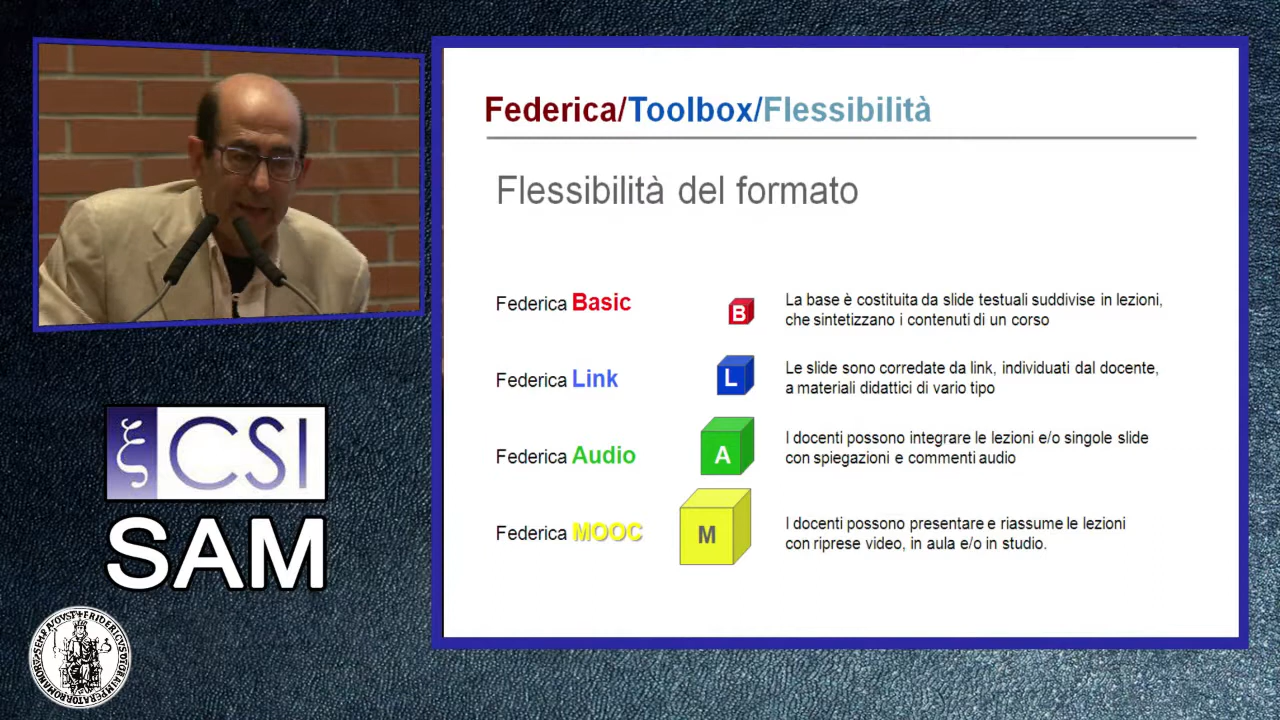 Federica/Toolbox/Flessibilità
Flessibilità del formato
Federica Basic
B
La base è costituita da slide testuali suddivise in lezioni,
che sintetizzano i contenuti di un corso
Federica Link
L
Le slide sono corredate da link, individuati dal docente,
a materiali didattici di vario tipo
Federica Audio
A
I docenti possono integrare le lezioni e/o singole slide
con spiegazioni e commenti audio
Federica MOOC
M
I docenti possono presentare e riassume le lezioni
con riprese video, in aula e/o in studio.
ξ CSI
SAM